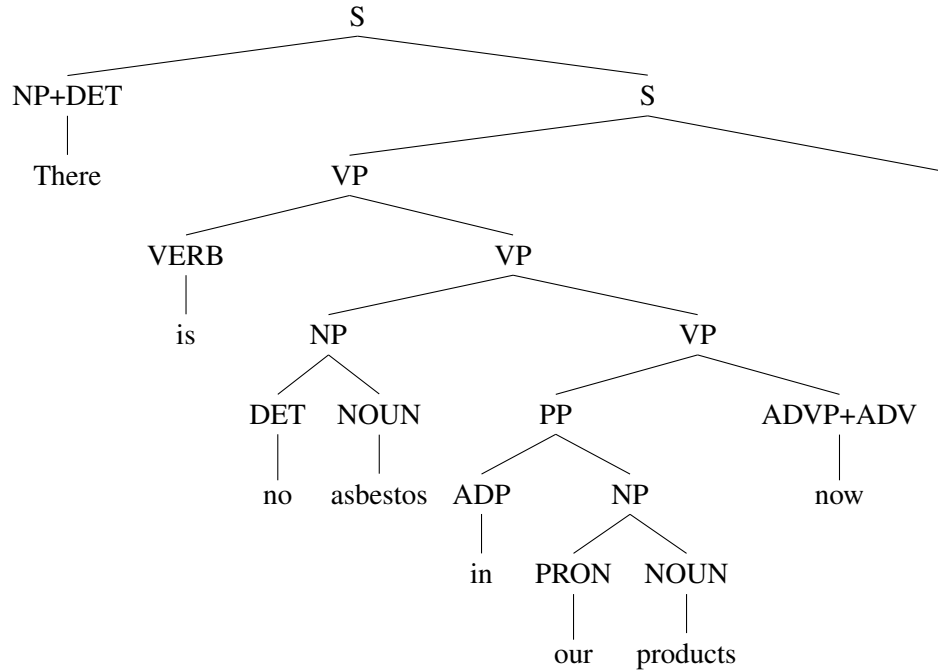 S
NP+DET S
There VP
VERB VP
is NP VP
DET NOUN PP ADVP+ADV
no asbestos ADP NP now
in PRON NOUN
our products